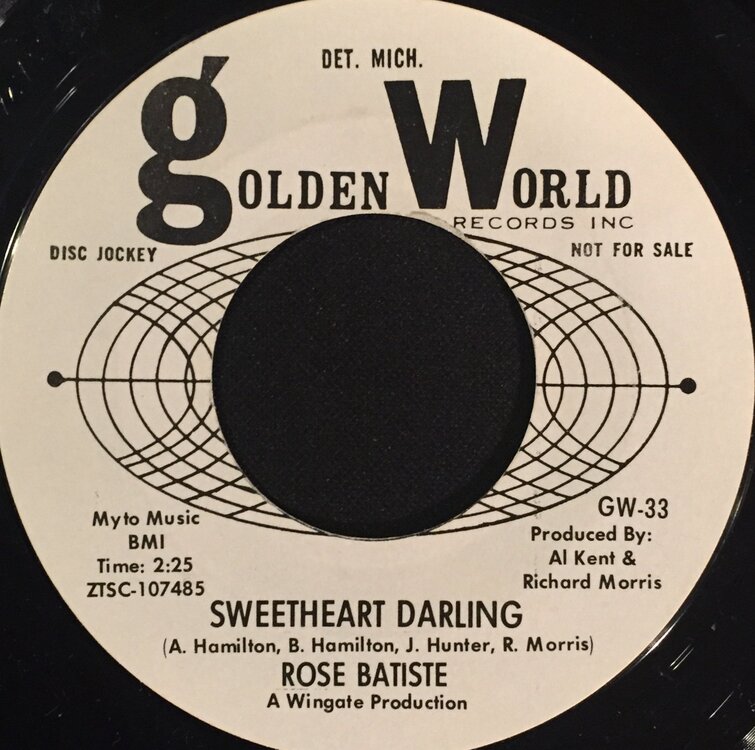 DET. MICH.
gOLDEN WORLD
RECORDS INC
DISC JOCKEY
NOT FOR SALE
Myto Music
BMI
Time: 2:25
ZTSC-107485
GW-33
Produced By:
Al Kent &
Richard Morris
SWEETHEART DARLING
(A. Hamilton, B. Hamilton, J. Hunter, R. Morris)
ROSE BATISTE
A Wingate Production